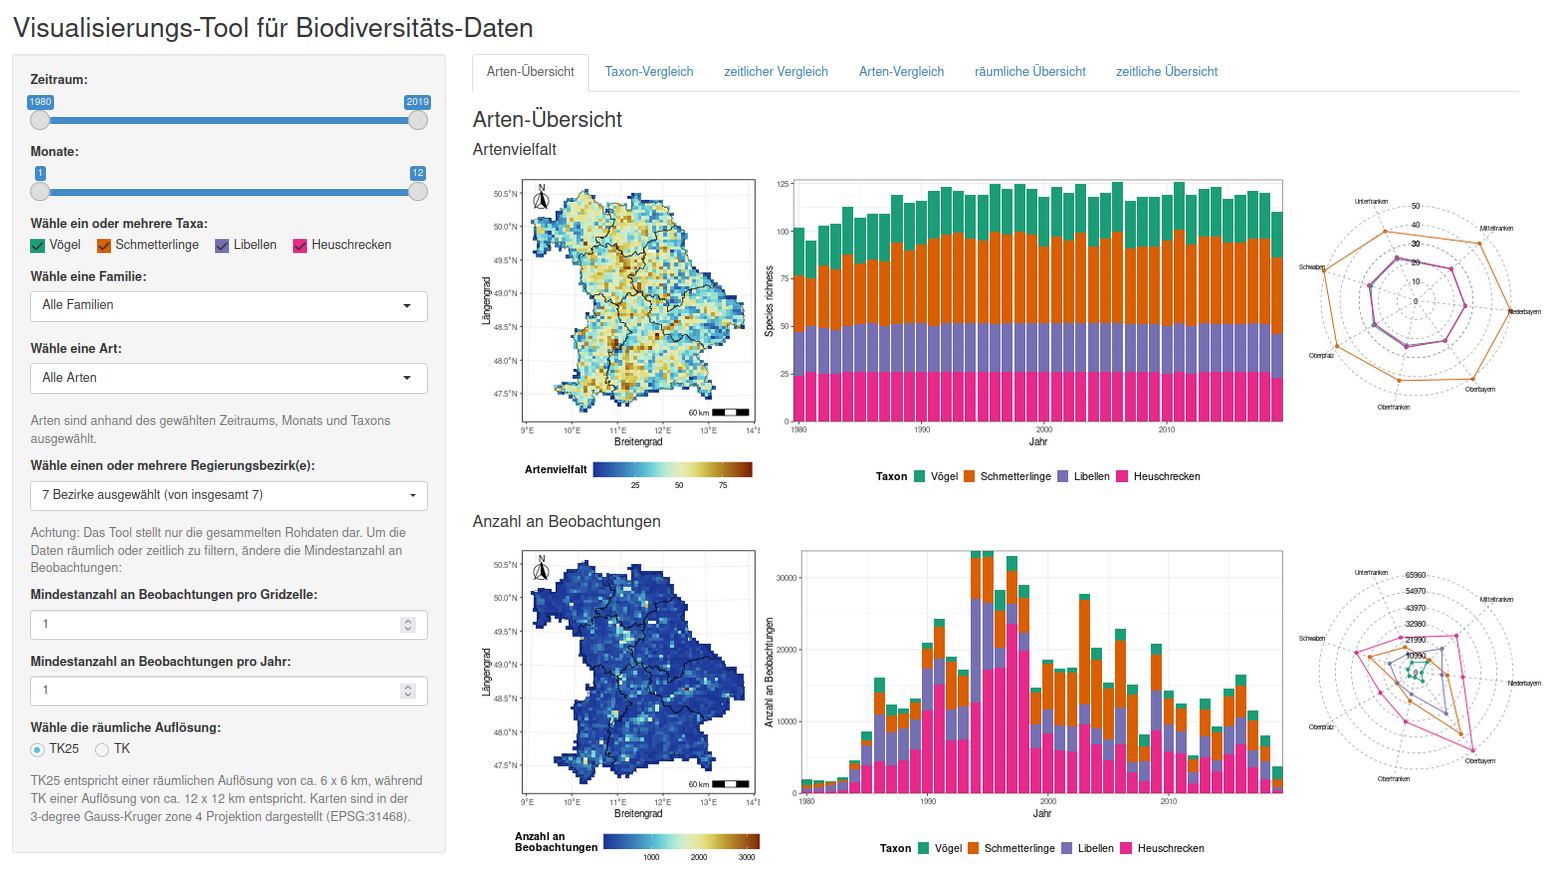 Visualisierungs-Tool für Biodiversitäts-Daten
Zeitraum:
1980 2019
Monate:
1 12
Wähle ein oder mehrere Taxa:
Vögel Schmetterlinge Libellen Heuschrecken
Wähle eine Familie:
Alle Familien
Wähle eine Art:
Alle Arten
Arten sind anhand des gewählten Zeitraums, Monats und Taxons
ausgewählt.
Wähle einen oder mehrere Regierungsbezirk(e):
7 Bezirke ausgewählt (von insgesamt 7)
Achtung: Das Tool stellt nur die gesammelten Rohdaten dar. Um die
Daten räumlich oder zeitlich zu filtern, ändere die Mindestanzahl an
Beobachtungen:
Mindestanzahl an Beobachtungen pro Gridzelle:
1
Mindestanzahl an Beobachtungen pro Jahr:
1
Wähle die räumliche Auflösung:
TK25 TK
TK25 entspricht einer räumlichen Auflösung von ca. 6 x 6 km, während
TK einer Auflösung von ca. 12 x 12 km entspricht. Karten sind in der
3-degree Gauss-Kruger zone 4 Projektion dargestellt (EPSG:31468).
Arten-Übersicht Taxon-Vergleich zeitlicher Vergleich Arten-Vergleich räumliche Übersicht zeitliche Übersicht
Arten-Übersicht
Artenvielfalt
N
50.5°N
50.0°N
49.5°N
49.0°N
48.5°N
48.0°N
47.5°N
Längengrad
60 km
9°E 10°E 11°E 12°E 13°E 14°E
Breitengrad
Artenvielfalt
25 50 75
125
100
75
50
25
0
Species richness
1980 1990 2000 2010
Jahr
Taxon Vögel Schmetterlinge Libellen Heuschrecken
Unterfranken
Mittelfranken
Schwaben
Niederbayern
Oberpfalz
Oberbayern
Oberfranken
50
40
30
20
10
0
Anzahl an Beobachtungen
N
50.5°N
50.0°N
49.5°N
49.0°N
48.5°N
48.0°N
47.5°N
Längengrad
60 km
9°E 10°E 11°E 12°E 13°E 14°E
Breitengrad
Anzahl an
Beobachtungen
1000 2000 3000
30000
20000
10000
0
Anzahl an Beobachtungen
1980 1990 2000 2010
Jahr
Taxon Vögel Schmetterlinge Libellen Heuschrecken
Unterfranken
Mittelfranken
Schwaben
Niederbayern
Oberpfalz
Oberbayern
Oberfranken
65960
54970
43970
32980
21990
10990
0